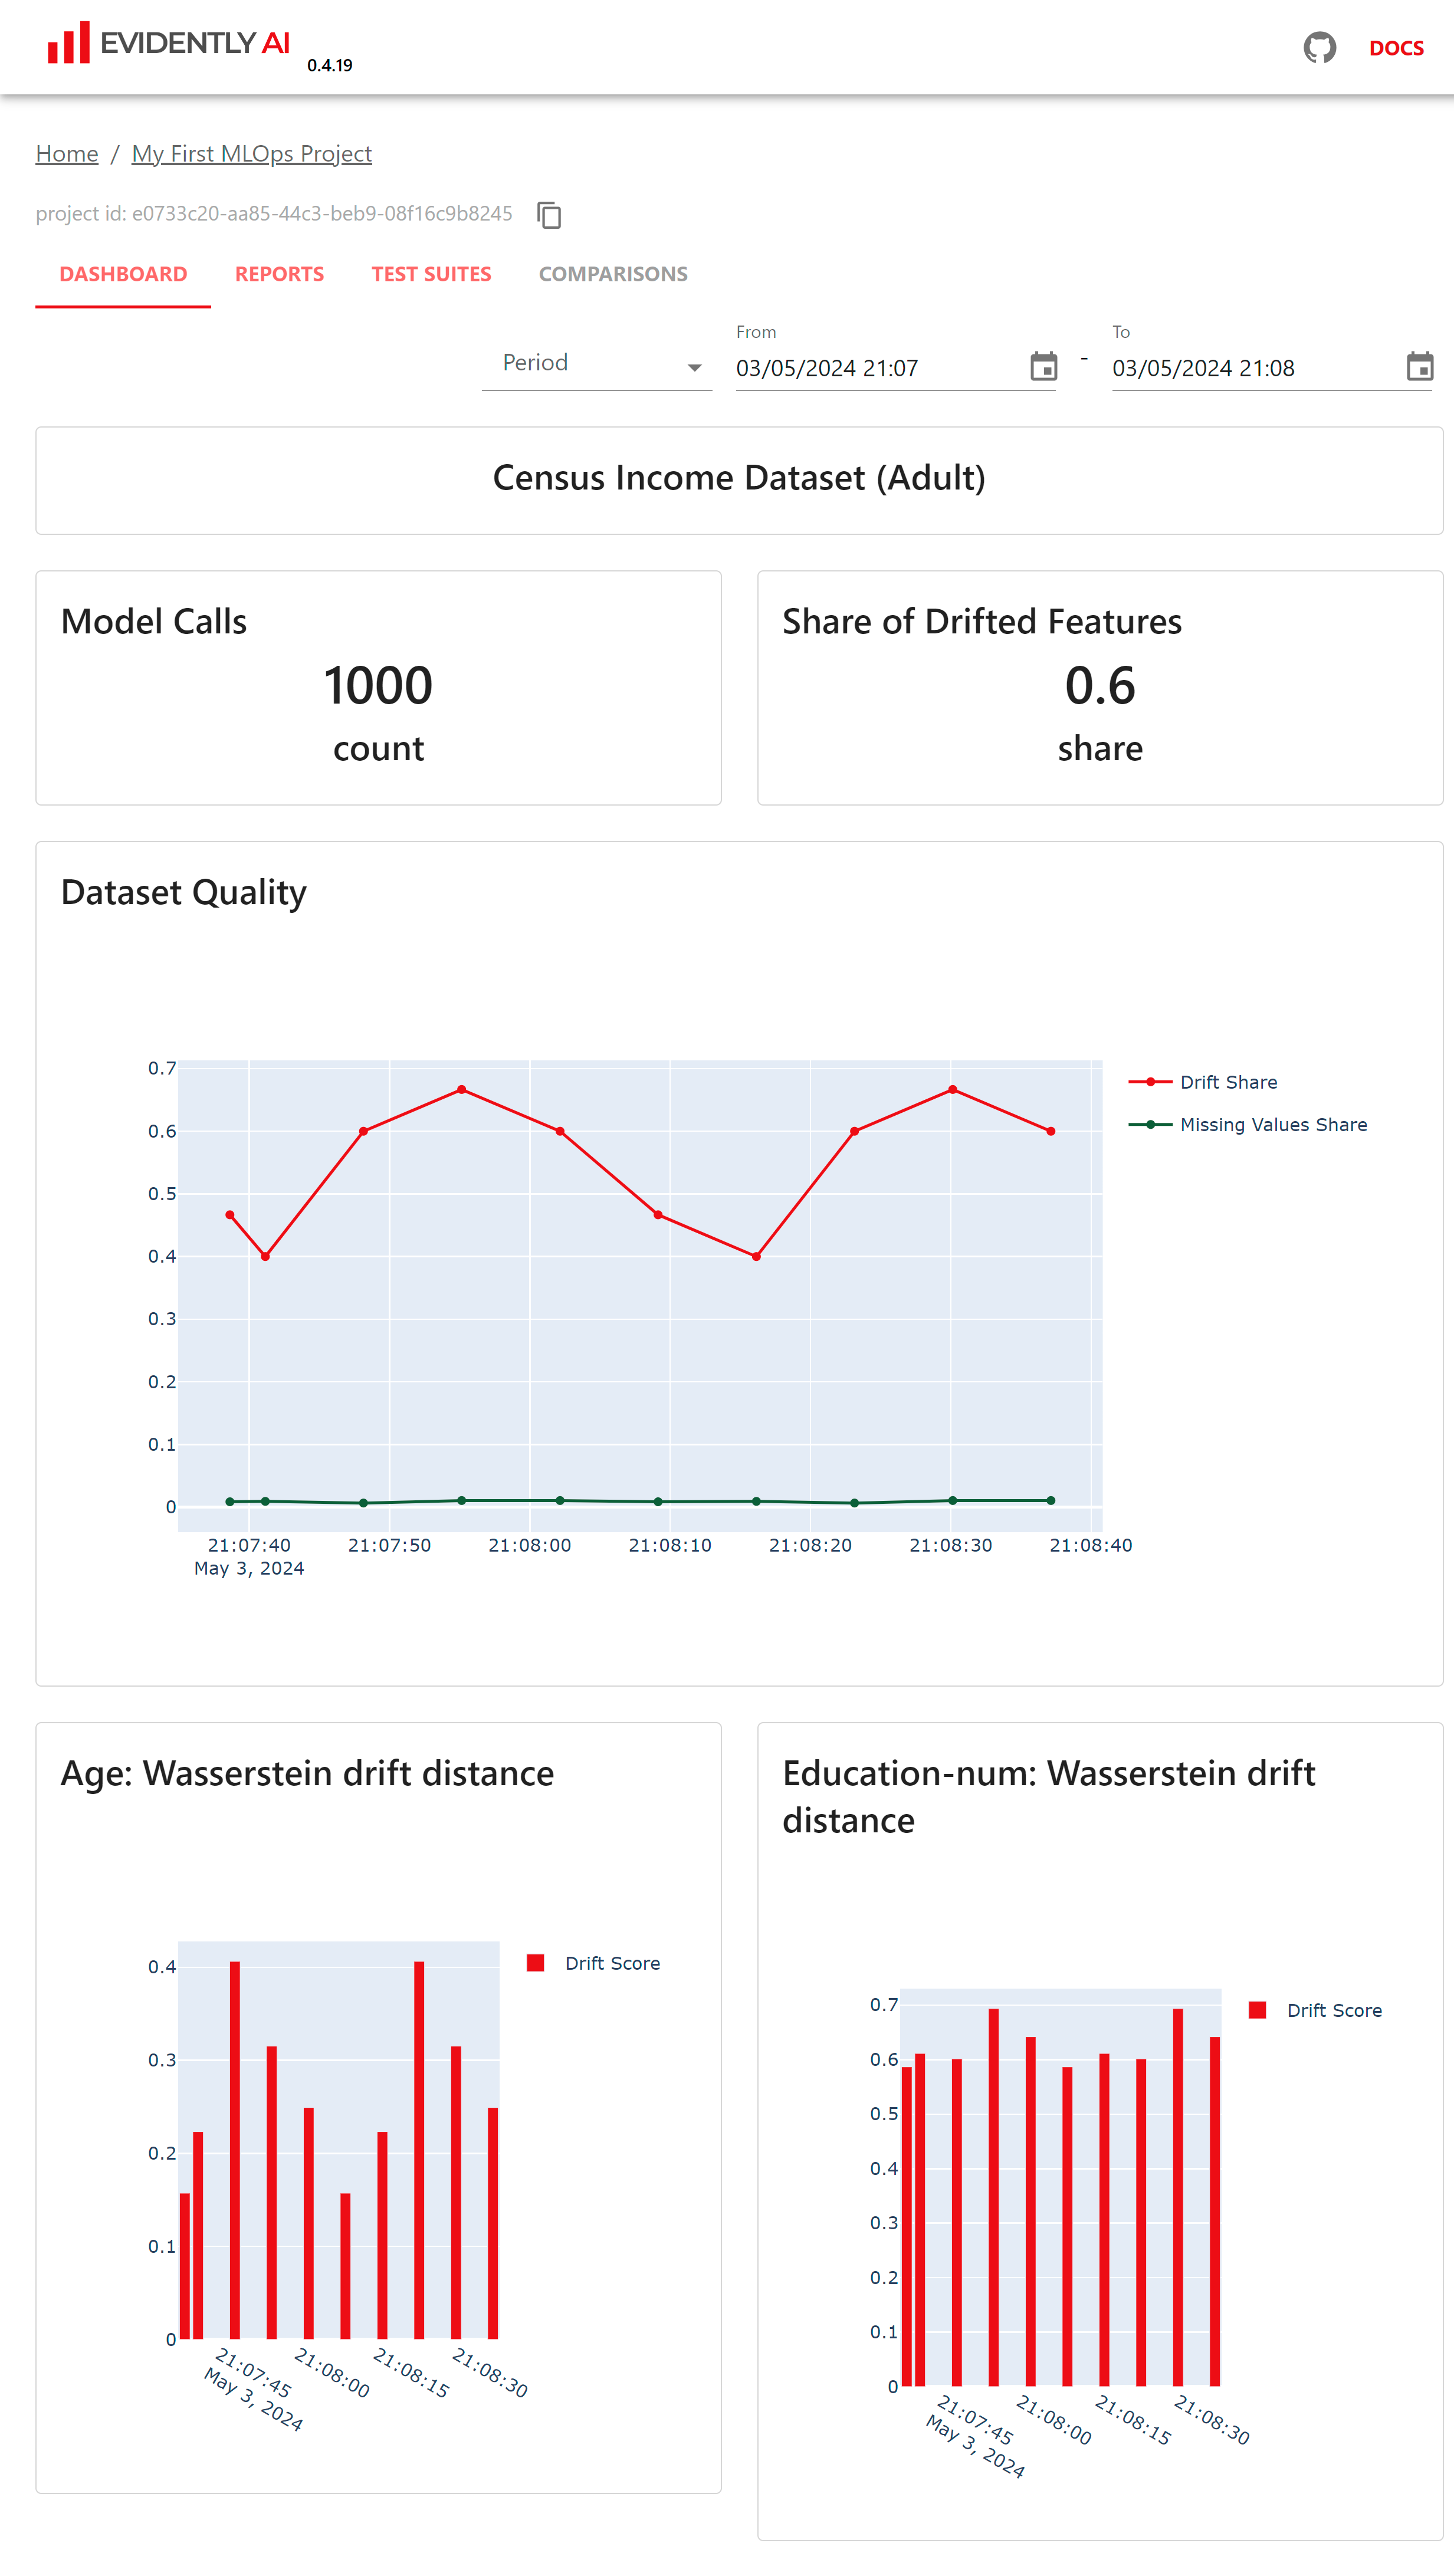 EVIDENTLY AI
0.4.19
DOCS
Home / My First MLOps Project
project id: e0733c20-aa85-44c3-beb9-08f16c9b8245
DASHBOARD REPORTS TEST SUITES COMPARISONS
Period
From
03/05/2024 21:07
-
To
03/05/2024 21:08
Census Income Dataset (Adult)
Model Calls
1000
count
Share of Drifted Features
0.6
share
Dataset Quality
0.7
0.6
0.5
0.4
0.3
0.2
0.1
0
21:07:40 21:07:50 21:08:00 21:08:10 21:08:20 21:08:30 21:08:40
May 3, 2024
Drift Share
Missing Values Share
Age: Wasserstein drift distance
0.4
0.3
0.2
0.1
0
21:07:45 21:08:00 21:08:15 21:08:30
May 3, 2024
Drift Score
Education-num: Wasserstein drift
distance
0.7
0.6
0.5
0.4
0.3
0.2
0.1
0
21:07:45 21:08:00 21:08:15 21:08:30
May 3, 2024
Drift Score